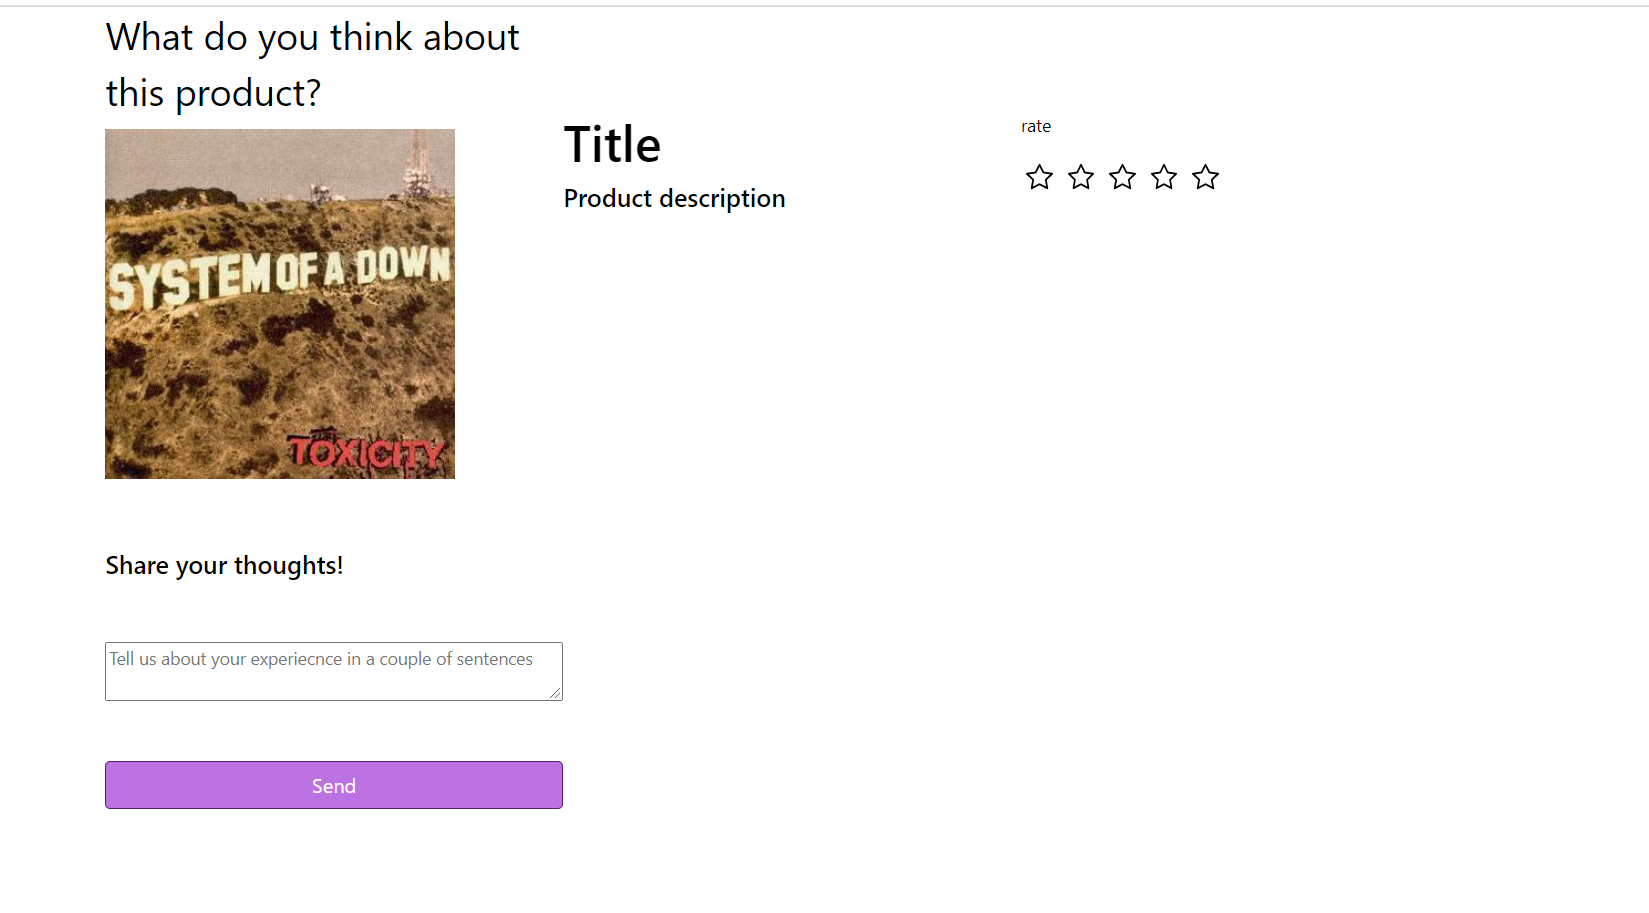 What do you think about
this product?
SYSTEM OF A DOWN
TOXICITY
Title
Product description
rate
Share your thoughts!
Tell us about your experiecnce in a couple of sentences
Send